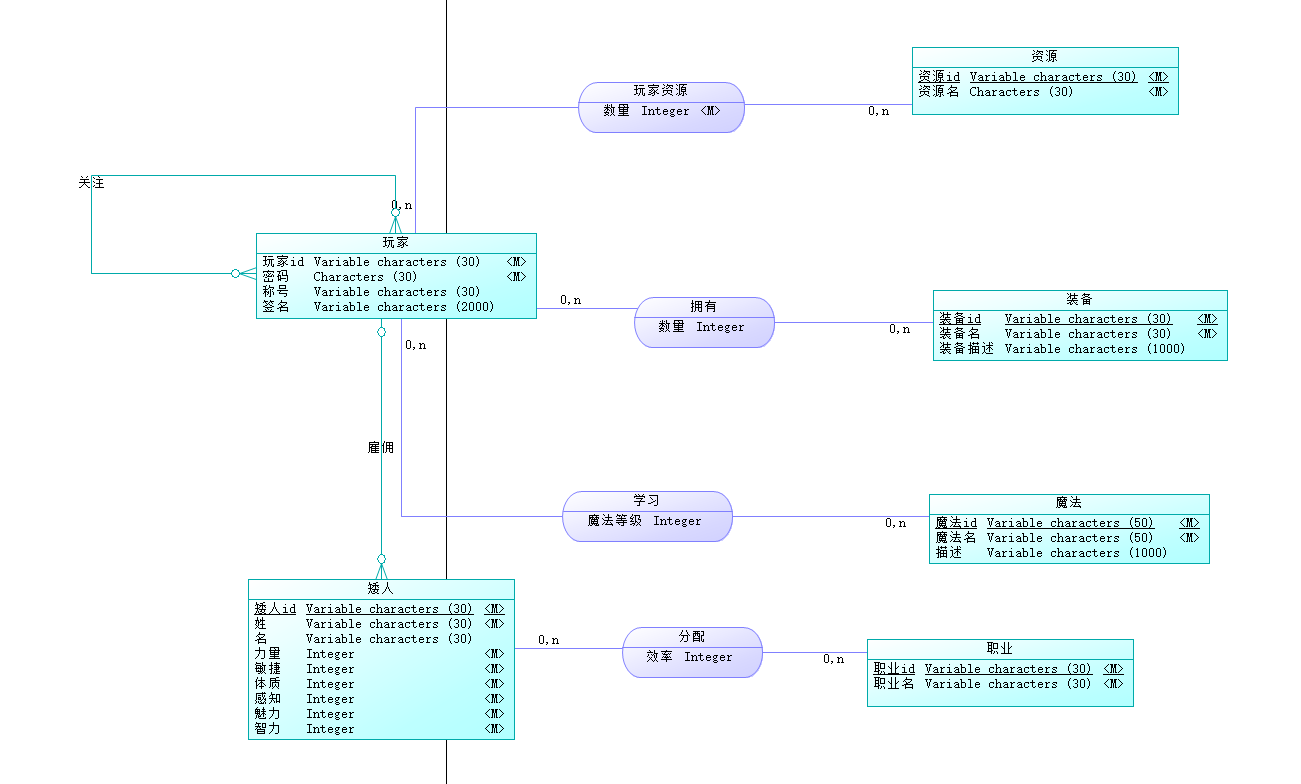 资源
资源id Variable characters (30) <M>
资源名 Characters (30) <M>
玩家资源
数量 Integer <M>
0,n
关注
0,n
玩家
玩家id Variable characters (30) <M>
密码 Characters (30) <M>
称号 Variable characters (30)
签名 Variable characters (2000)
0,n
拥有
数量 Integer
0,n
装备
装备id Variable characters (30) <M>
装备名 Variable characters (30) <M>
装备描述 Variable characters (1000)
0,n
雇佣
学习
魔法等级 Integer
0,n
魔法
魔法id Variable characters (50) <M>
魔法名 Variable characters (50) <M>
描述 Variable characters (1000)
矮人
矮人id Variable characters (30) <M>
姓 Variable characters (30) <M>
名 Variable characters (30)
力量 Integer <M>
敏捷 Integer <M>
体质 Integer <M>
感知 Integer <M>
魅力 Integer <M>
智力 Integer <M>
0,n
分配
效率 Integer
0,n
职业
职业id Variable characters (30) <M>
职业名 Variable characters (30) <M>